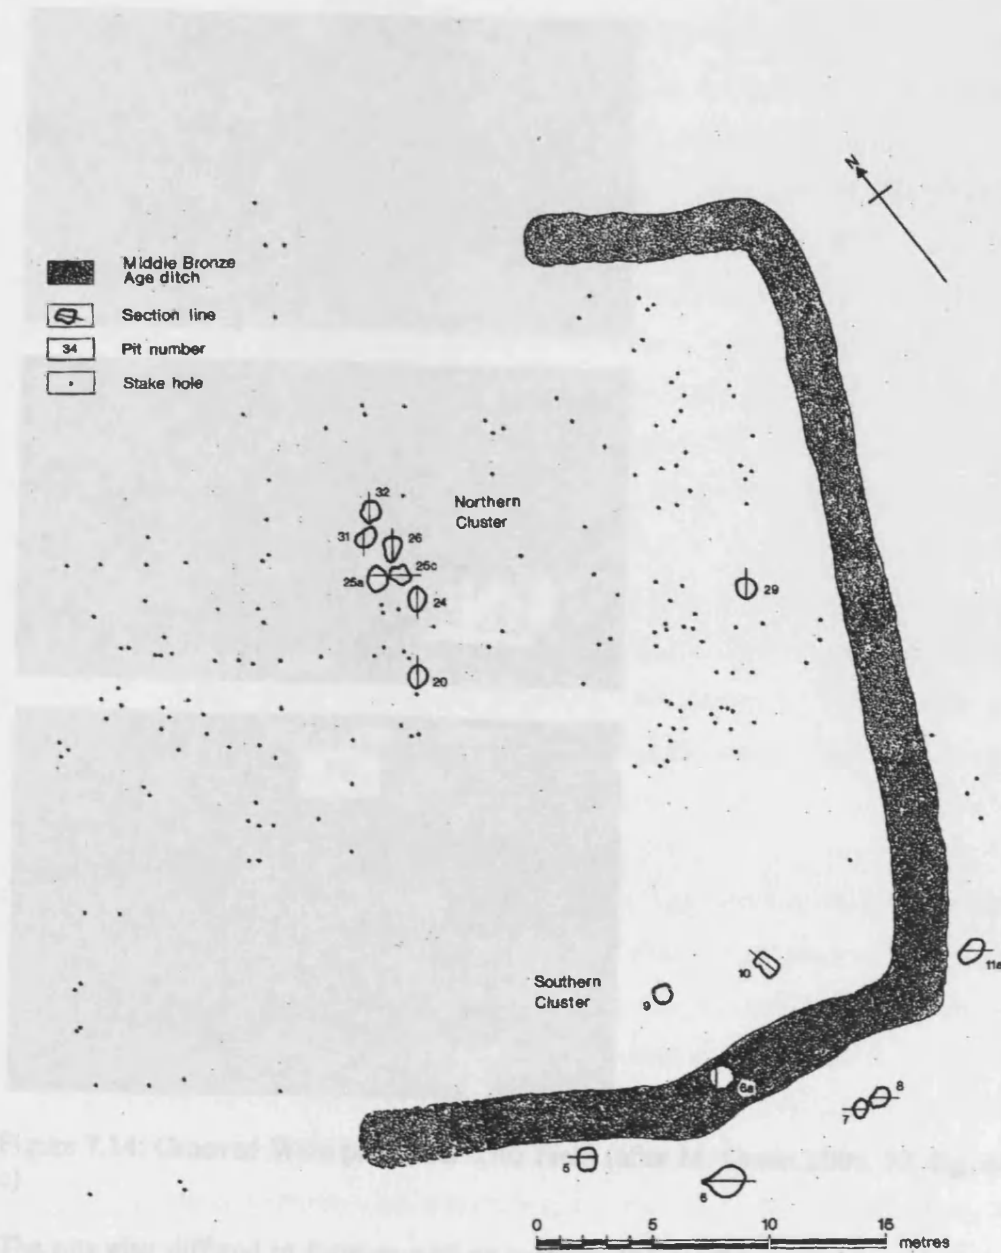 N
Middle Bronze
Age ditch
Section line
34 Pit number
Stake hole
32
Northern
Cluster
31
26
25a
25c
29
24
20
10
11a
Southern
Cluster
9
6a
8
7
5
6
0 5 10 15
metres